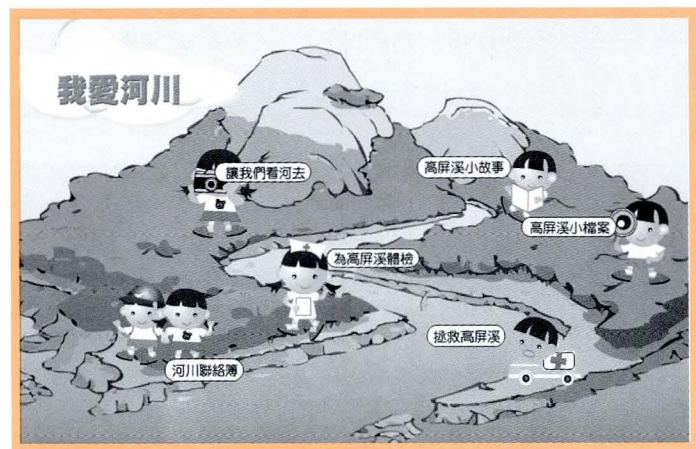 我愛河川
讓我們看河去
高屏溪小故事
高屏溪小檔案
為高屏溪體檢
拯救高屏溪
河川聯絡簿